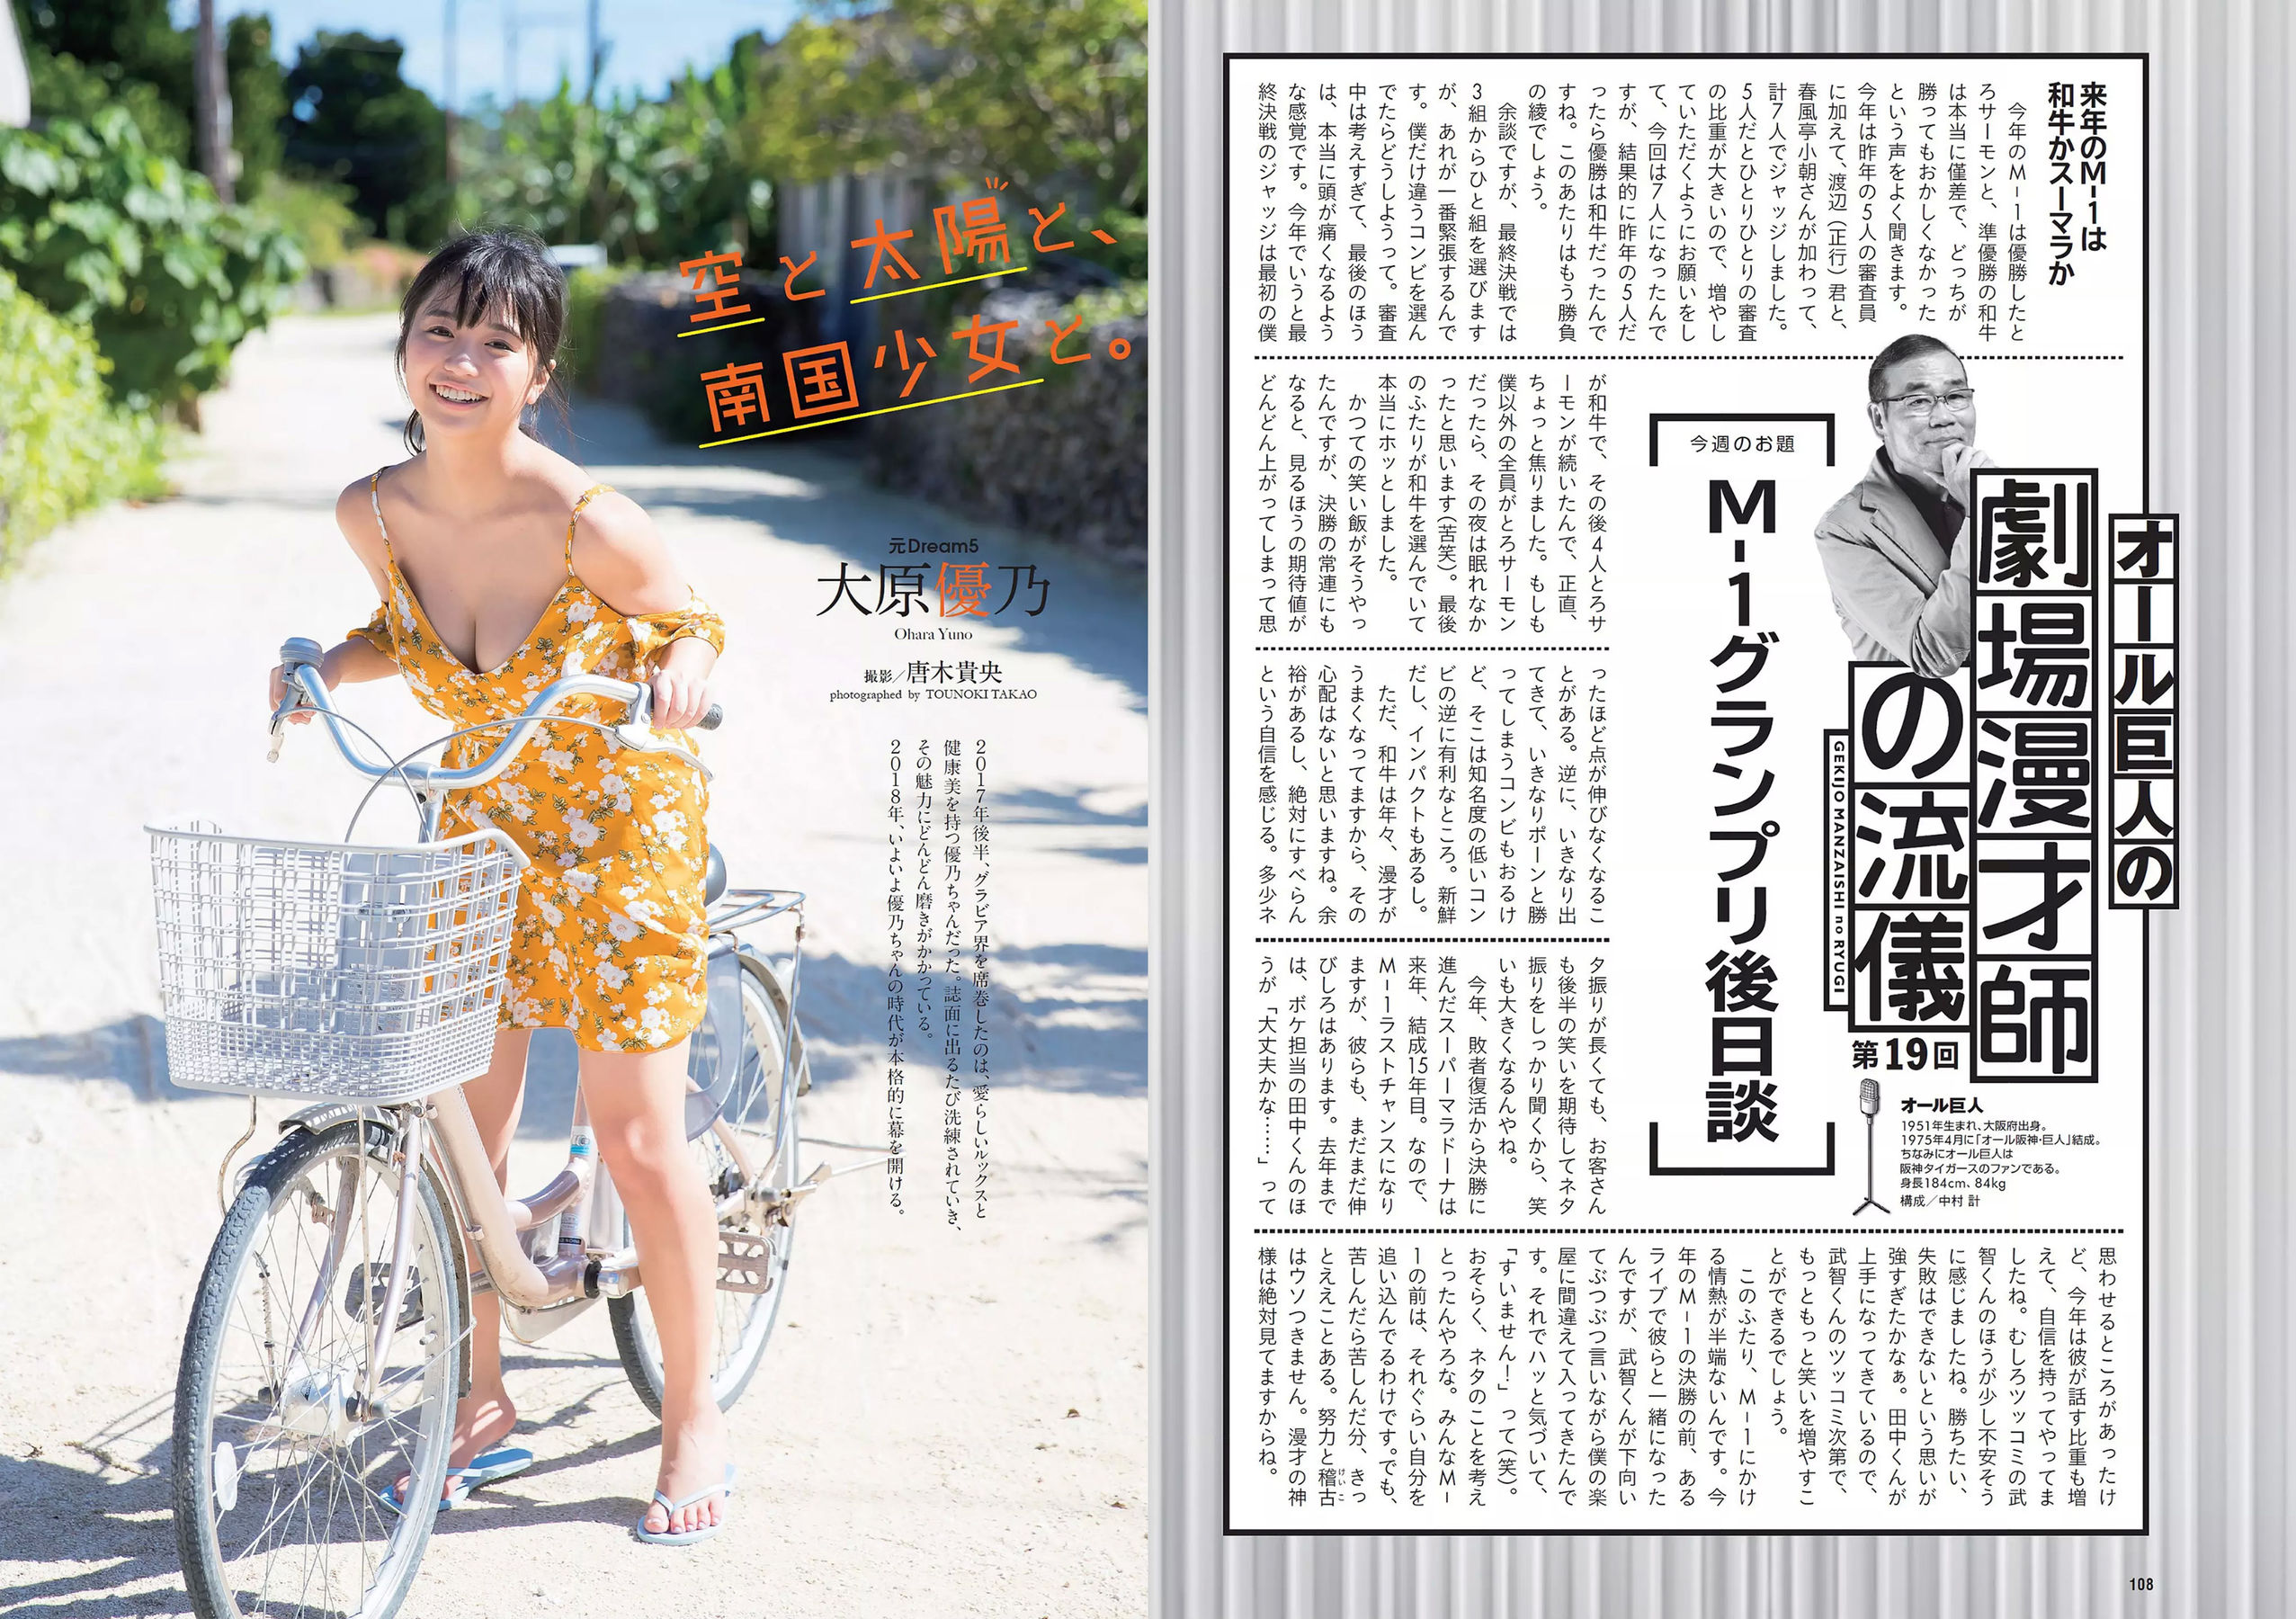 空と太陽と、
南国少女と。
元Dream5
大原優乃
Ohara Yuno
撮影／唐木貴央
photographed by TOUNOKI TAKAO
2017年後半、グラビア界を席巻したのは、愛らしいルックスと
健康美を持つ優乃ちゃんだった。誌面に出るたび洗練されていき、
その魅力にどんどん磨きがかかっている。
2018年、いよいよ優乃ちゃんの時代が本格的に幕を開ける。
オール巨人の
劇場漫才師
の流儀
GEKIJO MANZAISHI no RYUGI
第19回
オール巨人
1951年生まれ、大阪府出身。
1975年4月に「オール阪神・巨人」結成。
ちなみにオール巨人は
阪神タイガースのファンである。
身長184cm、84kg
構成／中村 計
今週のお題
M-1グランプリ後日談
来年のM-1は
和牛かスーマラか
今年のM-1は優勝したと
ろサーモンと、準優勝の和牛
は本当に僅差で、どっちが
勝ってもおかしくなかった
という声をよく聞きます。
今年は昨年の5人の審査員
に加えて、渡辺（正行）君と、
春風亭小朝さんが加わって、
計7人でジャッジしました。
5人だとひとりひとりの審査
の比重が大きいので、増やし
ていただくようにお願いをし
て、今回は7人になったんで
すが、結果的に昨年の5人だ
ったら優勝は和牛だったんで
すね。このあたりはもう勝負
の綾でしょう。
余談ですが、最終決戦では
3組からひと組を選びます
が、あれが一番緊張するんで
す。僕だけ違うコンビを選ん
でたらどうしようって。審査
中は考えすぎて、最後のほう
は、本当に頭が痛くなるよう
な感覚です。今年でいうと最
終決戦のジャッジは最初の僕
が和牛で、その後4人とろサ
ーモンが続いたんで、正直、
ちょっと焦りました。もしも
僕以外の全員がとろサーモン
だったら、その夜は眠れなか
ったと思います（苦笑）。最後
のふたりが和牛を選んでいて
本当にホッとしました。
かつての笑い飯がそうやっ
たんですが、決勝の常連にも
なると、見るほうの期待値が
どんどん上がってしまって思
ったほど点が伸びなくなるこ
とがある。逆に、いきなり出
てきて、いきなりポーンと勝
ってしまうコンビもおるけ
ど、そこは知名度の低いコン
ビの逆に有利なところ。新鮮
だし、インパクトもあるし。
ただ、和牛は年々、漫才が
うまくなってますから、その
心配はないと思いますね。余
裕があるし、絶対にすべらん
という自信を感じる。多少ネ
タ振りが長くても、お客さん
も後半の笑いを期待してネタ
振りをしっかり聞くから、笑
いも大きくなるんやね。
今年、敗者復活から決勝に
進んだスーパーマラドーナは
来年、結成15年目。なので、
M-1ラストチャンスになり
ますが、彼らも、まだまだ伸
びしろはあります。去年まで
は、ボケ担当の田中くんのほ
うが「大丈夫かな……」って
思わせるところがあったけ
ど、今年は彼が話す比重も増
えて、自信を持ってやってま
したね。むしろツッコミの武
智くんのほうが少し不安そう
に感じましたね。勝ちたい、
失敗はできないという思いが
強すぎたかなぁ。田中くんが
上手になってきているので、
武智くんのツッコミ次第で、
もっともっと笑いを増やすこ
とができるでしょう。
このふたり、M-1にかけ
る情熱が半端ないんです。今
年のM-1の決勝の前、ある
ライブで彼らと一緒になった
んですが、武智くんが下向い
てぶつぶつ言いながら僕の楽
屋に間違えて入ってきたんで
す。それでハッと気づいて、
「すいません！」って（笑）。
おそらく、ネタのことを考え
とったんやろな。みんなM-
1の前は、それぐらい自分を
追い込んでるわけです。でも、
苦しんだら苦しんだ分、きっ
とええことある。努力と稽古
はウソつきません。漫才の神
様は絶対見てますからね。
108